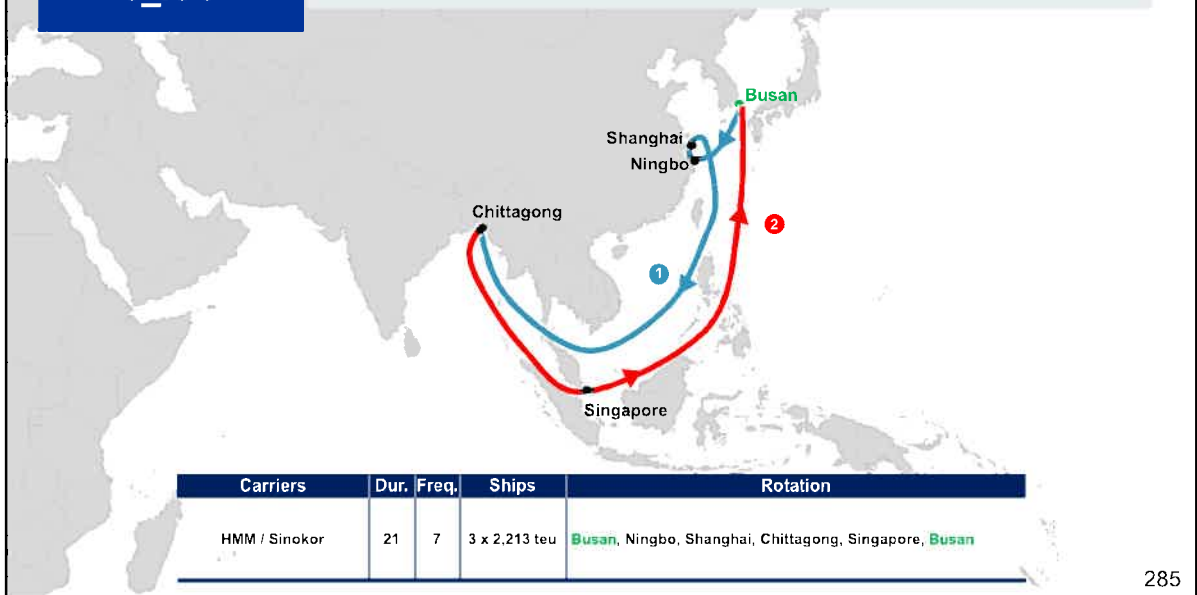 Busan
Shanghai
Ningbo
Chittagong
2
1
Singapore
Carriers Dur. Freq. Ships Rotation
HMM / Sinokor 21 7 3 x 2,213 teu Busan, Ningbo, Shanghai, Chittagong, Singapore, Busan
285